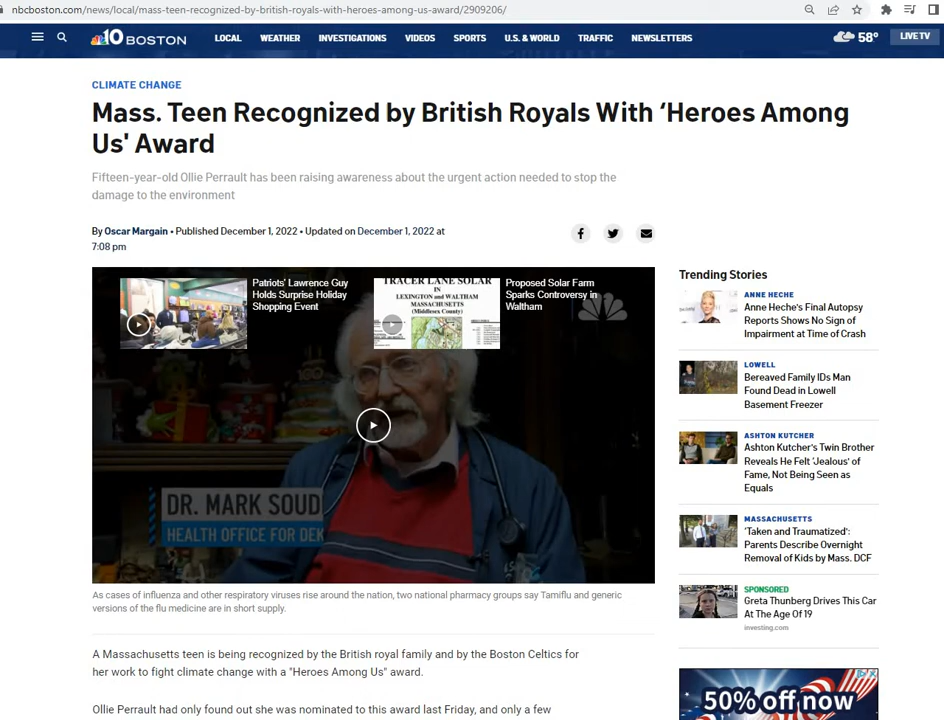 nbcboston.com/news/local/mass-teen-recognized-by-british-royals-with-heroes-among-us-award/2909206/
10 BOSTON
LOCAL
WEATHER
INVESTIGATIONS
VIDEOS
SPORTS
U.S. & WORLD
TRAFFIC
NEWSLETTERS
58°
LIVE TV
CLIMATE CHANGE
Mass. Teen Recognized by British Royals With ‘Heroes Among
Us' Award
Fifteen-year-old Ollie Perrault has been raising awareness about the urgent action needed to stop the
damage to the environment
By Oscar Margain • Published December 1, 2022 • Updated on December 1, 2022 at
7:08 pm
Patriots' Lawrence Guy
Holds Surprise Holiday
Shopping Event
TRACER LANE SOLAR
IN
LEXINGTON and WALTHAM
MASSACHUSETTS
(Middlesex County)
Proposed Solar Farm
Sparks Controversy in
Waltham
DR. MARK SOUD
HEALTH OFFICE FOR DEK
As cases of influenza and other respiratory viruses rise around the nation, two national pharmacy groups say Tamiflu and generic
versions of the flu medicine are in short supply.
A Massachusetts teen is being recognized by the British royal family and by the Boston Celtics for
her work to fight climate change with a "Heroes Among Us" award.
Ollie Perrault had only found out she was nominated to this award last Friday, and only a few
Trending Stories
ANNE HECHE
Anne Heche's Final Autopsy
Reports Shows No Sign of
Impairment at Time of Crash
LOWELL
Bereaved Family IDs Man
Found Dead in Lowell
Basement Freezer
ASHTON KUTCHER
Ashton Kutcher's Twin Brother
Reveals He Felt 'Jealous' of
Fame, Not Being Seen as
Equals
MASSACHUSETTS
'Taken and Traumatized':
Parents Describe Overnight
Removal of Kids by Mass. DCF
SPONSORED
Greta Thunberg Drives This Car
At The Age Of 19
investing.com
50% off now